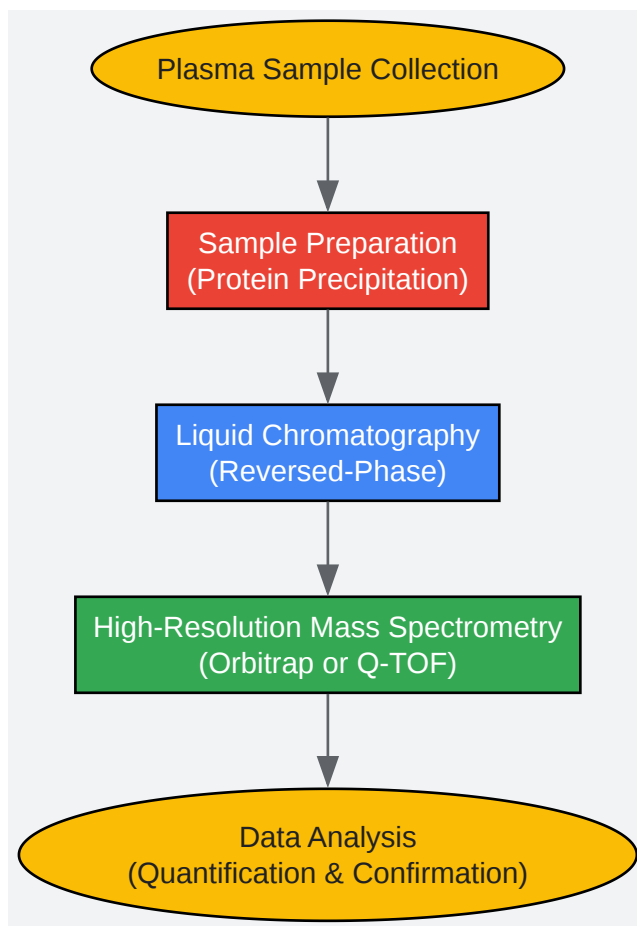 Plasma Sample Collection
Sample Preparation
(Protein Precipitation)
Liquid Chromatography
(Reversed-Phase)
High-Resolution Mass Spectrometry
(Orbitrap or Q-TOF)
Data Analysis
(Quantification & Confirmation)